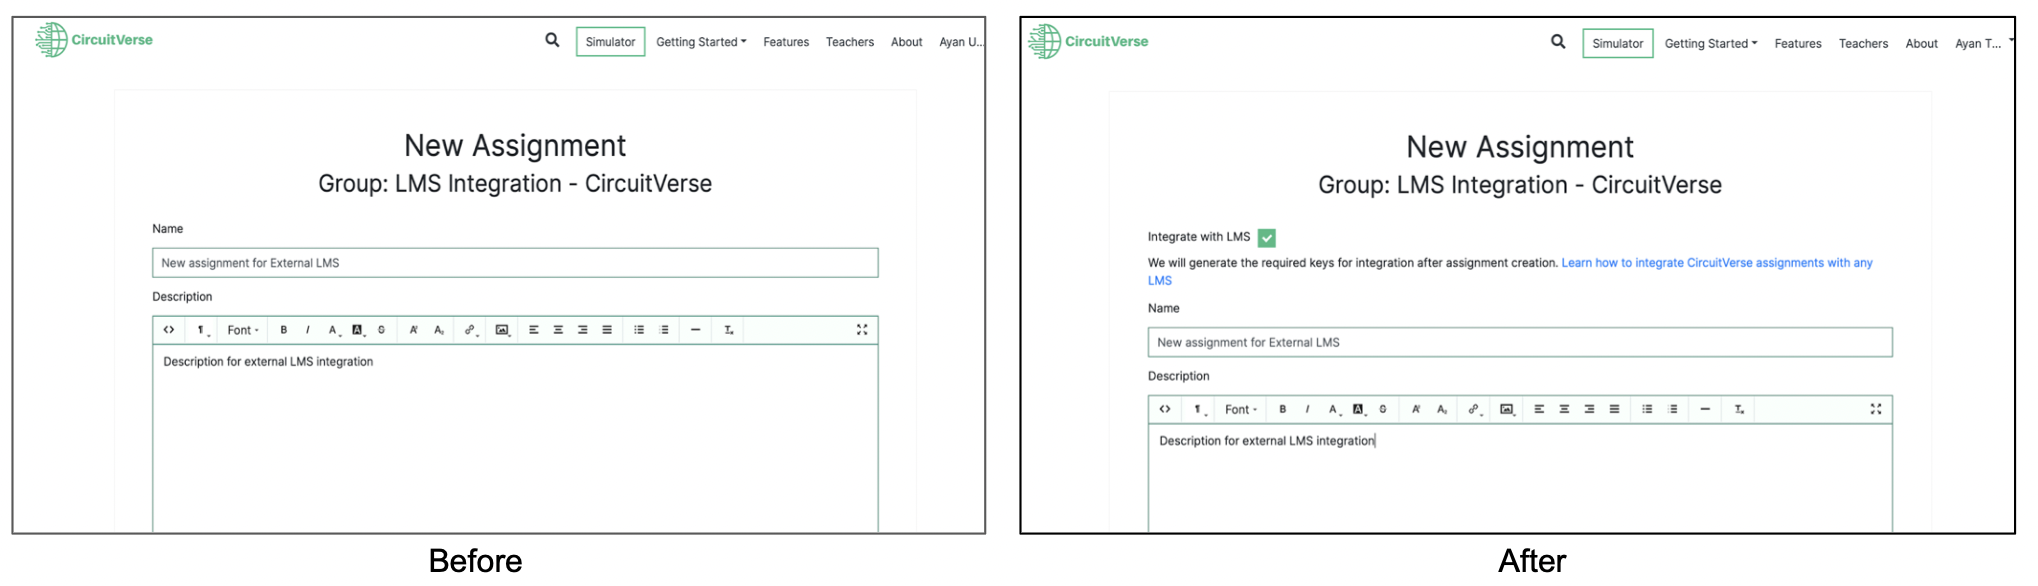 CircuitVerse
Simulator Getting Started Features Teachers About Ayan U...
New Assignment
Group: LMS Integration - CircuitVerse
Name
New assignment for External LMS
Description
Font
Description for external LMS integration
Before
CircuitVerse
Simulator Getting Started Features Teachers About Ayan T...
New Assignment
Group: LMS Integration - CircuitVerse
Integrate with LMS
We will generate the required keys for integration after assignment creation. Learn how to integrate CircuitVerse assignments with any
LMS
Name
New assignment for External LMS
Description
Font
Description for external LMS integration
After